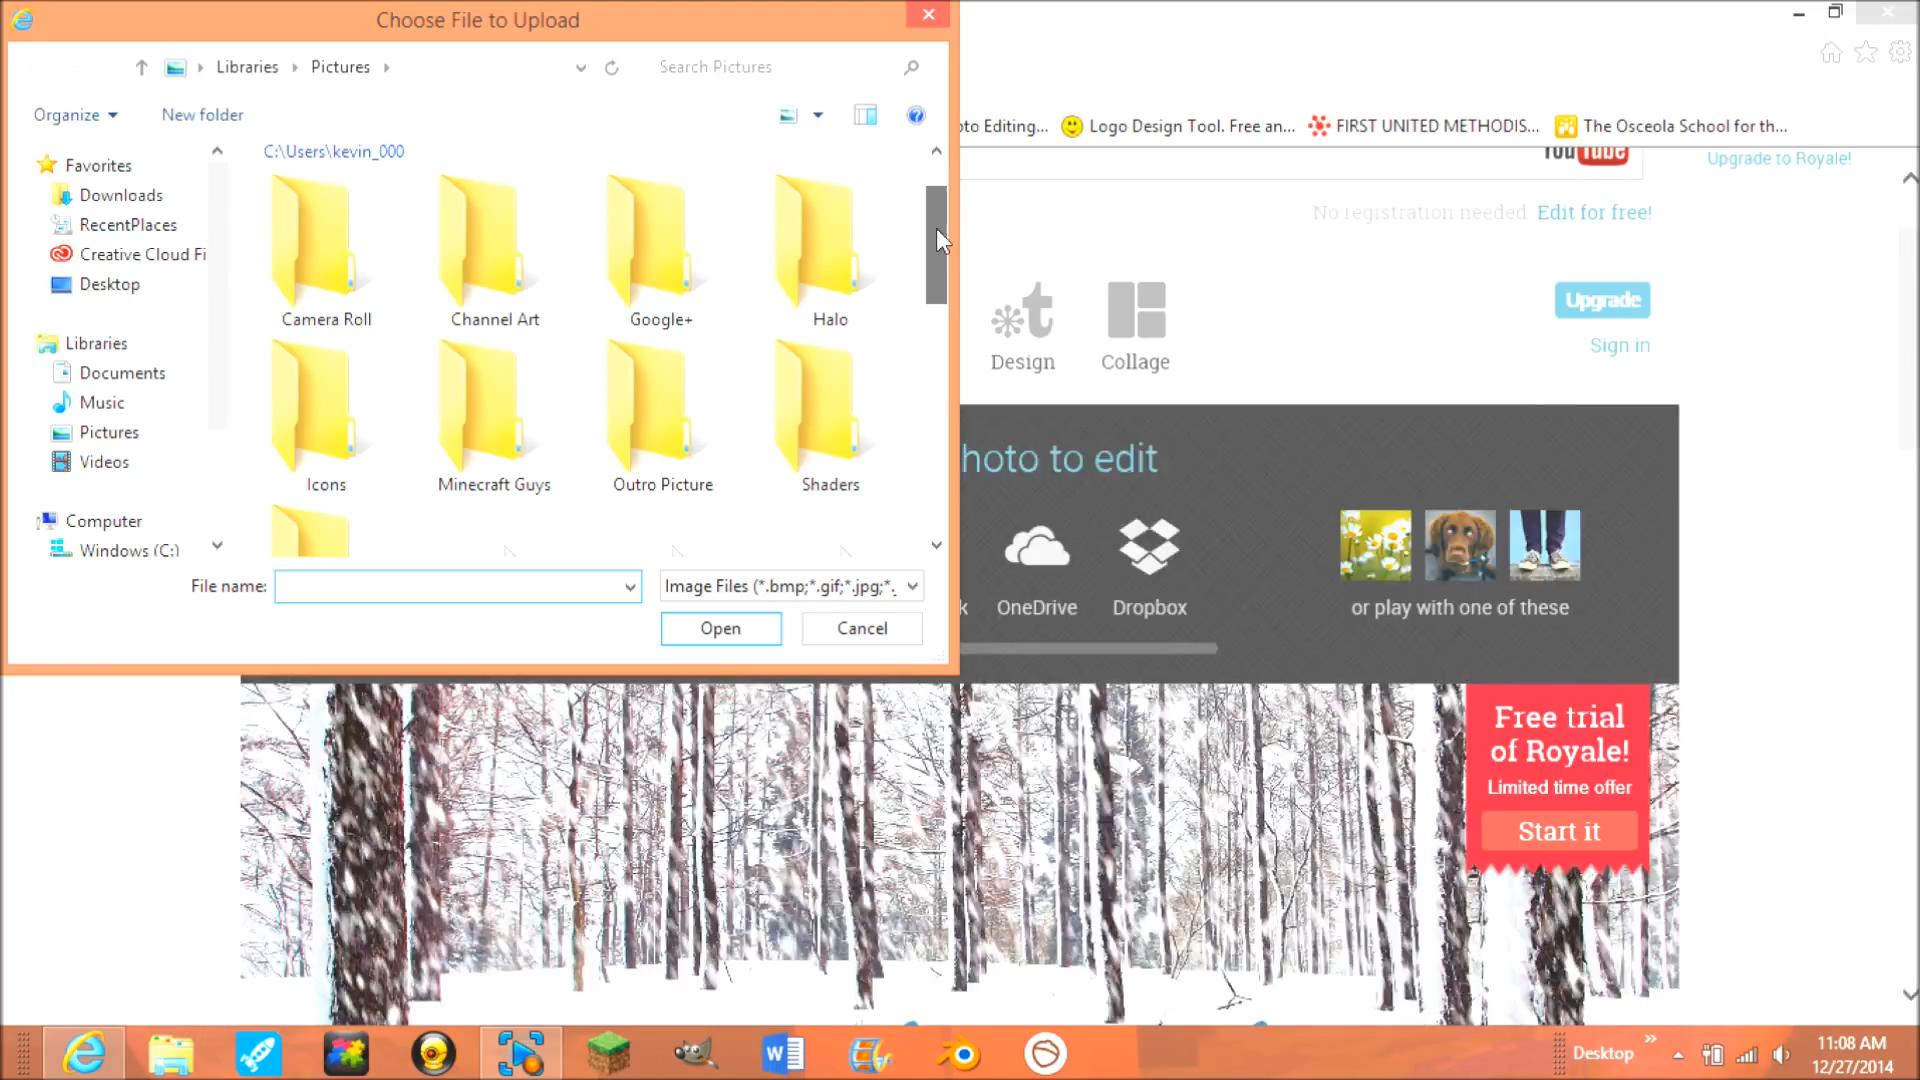 Choose File to Upload
Libraries
Pictures
Search Pictures
Organize
New folder
C:\Users\kevin_000
Favorites
Downloads
RecentPlaces
Creative Cloud Fi
Desktop
Libraries
Documents
Music
Pictures
Videos
Computer
Windows (C:)
Camera Roll
Channel Art
Google+
Halo
Icons
Minecraft Guys
Outro Picture
Shaders
File name:
Image Files (*.bmp;*.gif;*.jpg;*.
Open
Cancel
oto Editing...
Logo Design Tool. Free an...
FIRST UNITED METHODIS...
The Osceola School for th...
YouTube
Upgrade to Royale!
No registration needed Edit for free!
Design
Collage
Upgrade
Sign in
hoto to edit
k
OneDrive
Dropbox
or play with one of these
Free trial
of Royale!
Limited time offer
Start it
Desktop
11:08 AM
12/27/2014